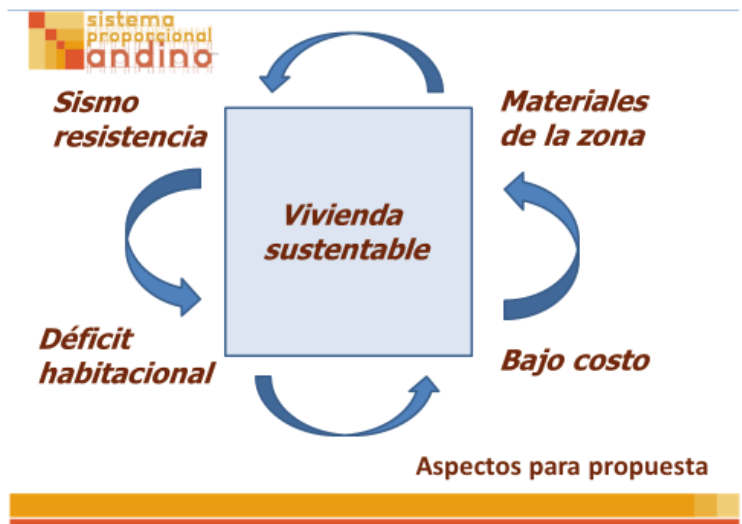 sistema
proporcional
andino
Sismo
resistencia
Materiales
de la zona
Vivienda
sustentable
Déficit
habitacional
Bajo costo
Aspectos para propuesta